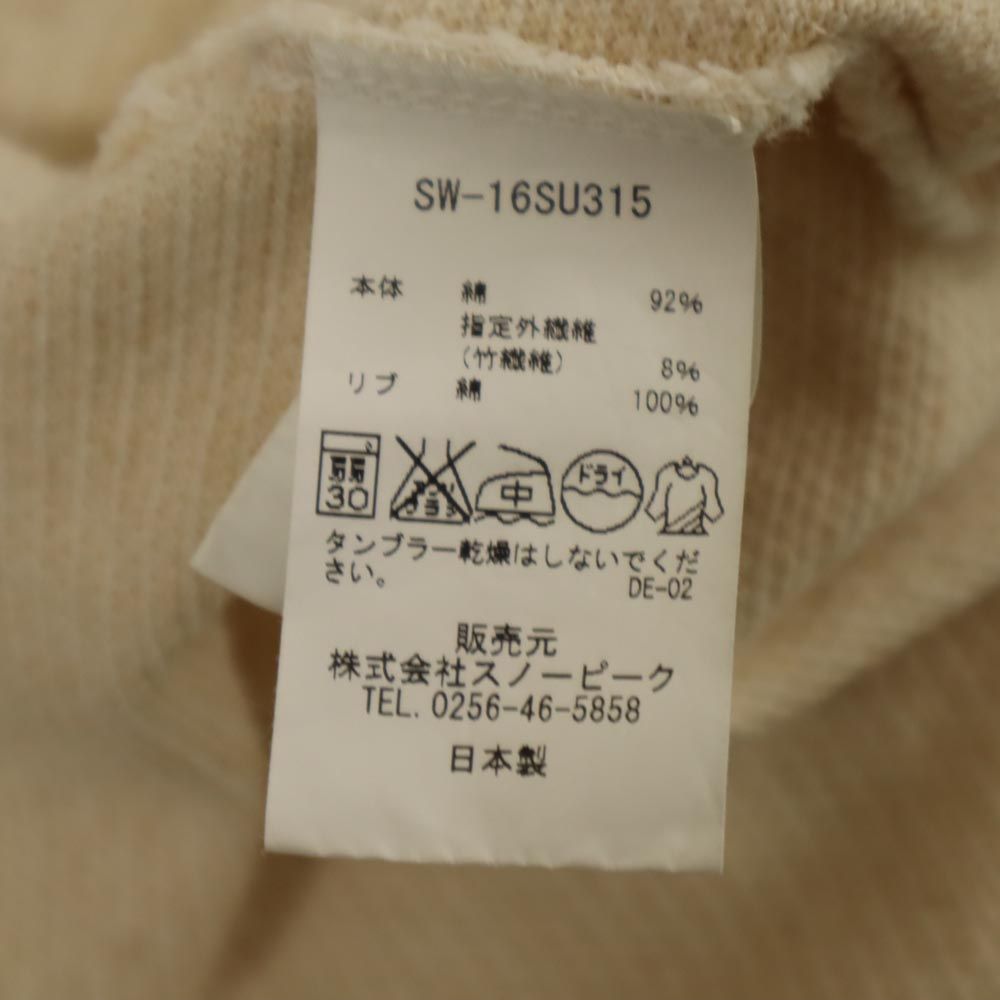 SW-16SU315
本体 綿 92%
指定外繊維
(竹繊維) 8%
リブ 綿 100%
弱
30
中
ドライ
タンブラー乾燥はしないでくだ
さい。
DE-02
販売元
株式会社スノーピーク
TEL. 0256-46-5858
日本製